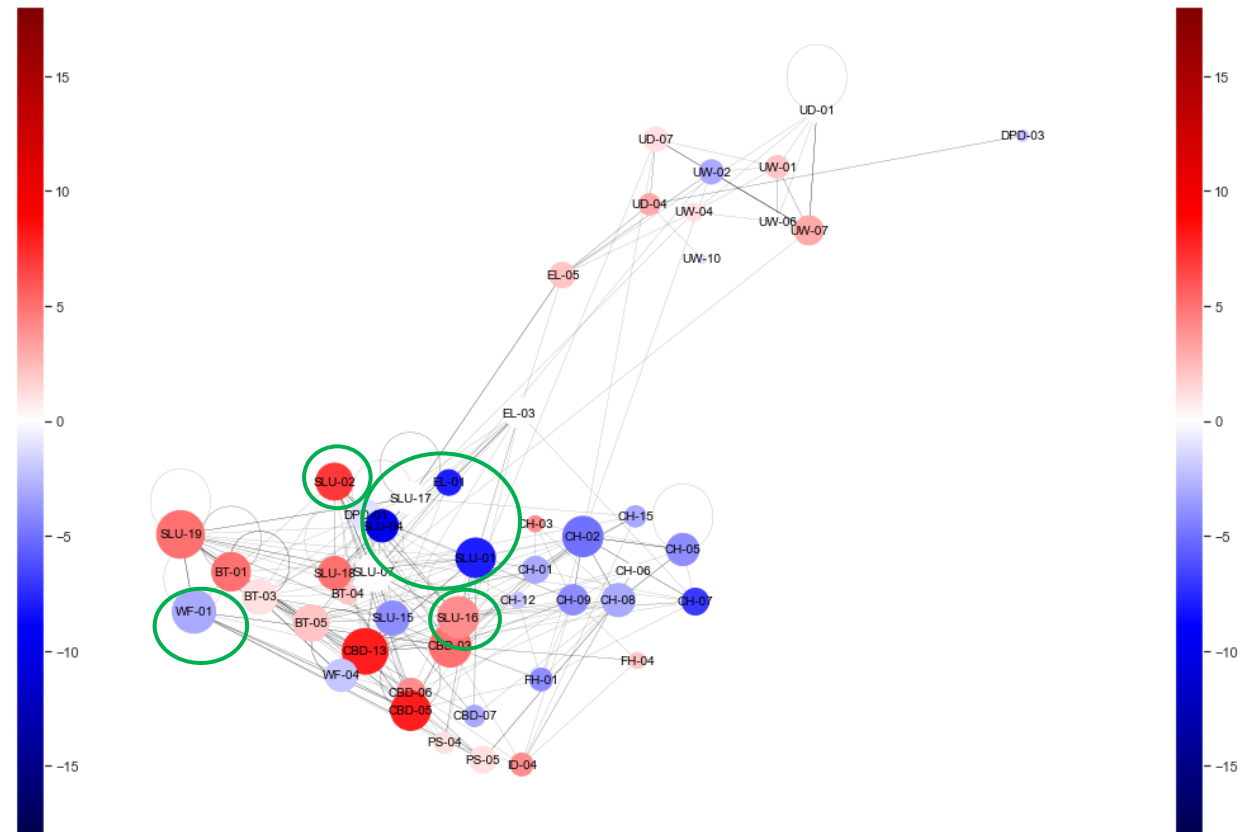 15
10
5
0
−5
−10
−15
15
10
5
0
−5
−10
−15
UD-01
DPD-03
UD-07
UW-01
UW-02
UD-04
UW-04
UW-06
UW-07
UW-10
EL-05
EL-03
EL-01
SLU-02
SLU-17
DPD-01
SLU-04
CH-15
CH-03
SLU-19
CH-02
CH-05
SLU-01
BT-01
SLU-18
SLU-07
CH-01
CH-06
BT-04
BT-03
CH-12
CH-09
CH-08
CH-07
WF-01
BT-05
SLU-15
SLU-16
CBD-03
CBD-13
FH-04
WF-04
FH-01
CBD-06
CBD-05
CBD-07
PS-04
PS-05
ID-04